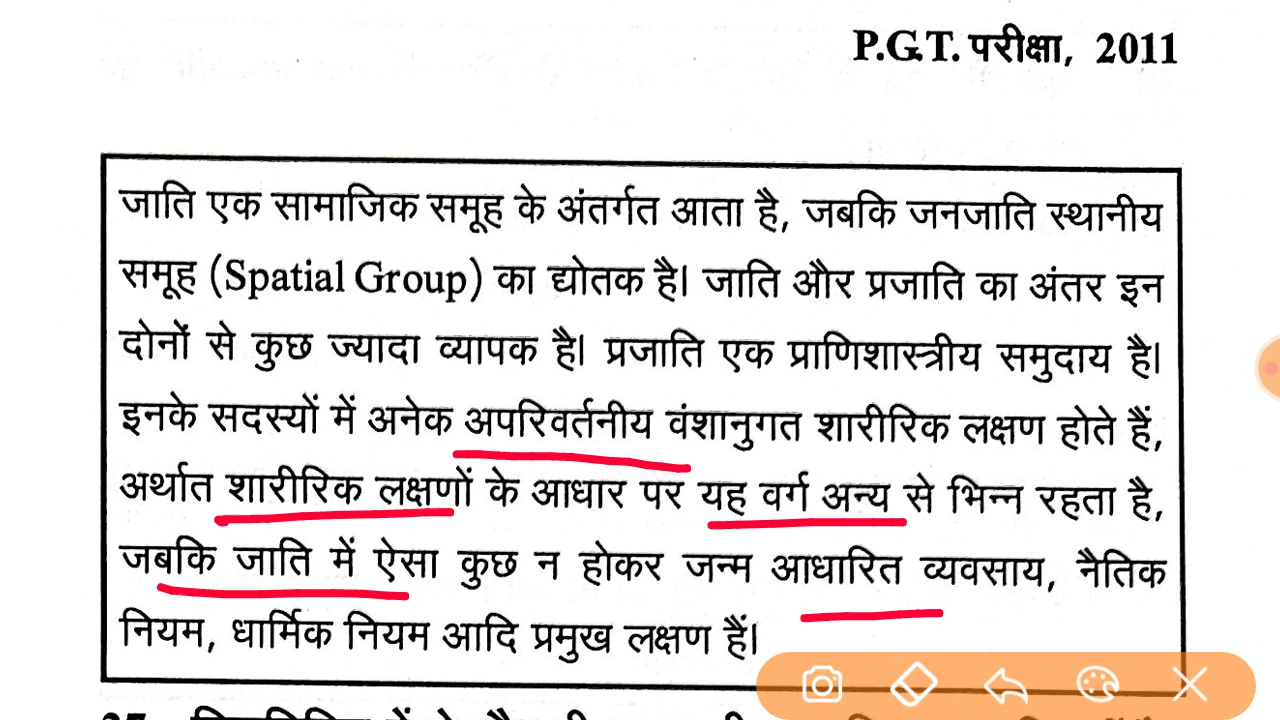 P.G.T. परीक्षा, 2011
जाति एक सामाजिक समूह के अंतर्गत आता है, जबकि जनजाति स्थानीय
समूह (Spatial Group) का द्योतक है। जाति और प्रजाति का अंतर इन
दोनों से कुछ ज्यादा व्यापक है। प्रजाति एक प्राणिशास्त्रीय समुदाय है।
इनके सदस्यों में अनेक अपरिवर्तनीय वंशानुगत शारीरिक लक्षण होते हैं,
अर्थात शारीरिक लक्षणों के आधार पर यह वर्ग अन्य से भिन्न रहता है,
जबकि जाति में ऐसा कुछ न होकर जन्म आधारित व्यवसाय, नैतिक
नियम, धार्मिक नियम आदि प्रमुख लक्षण हैं।